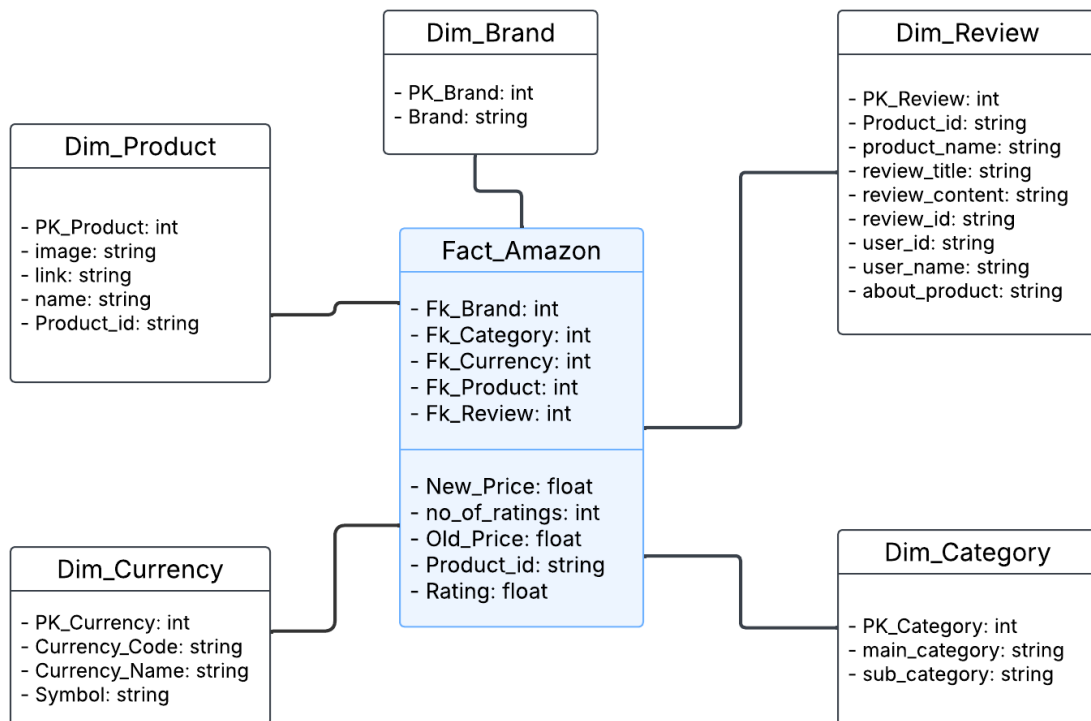 Dim_Brand
- PK_Brand: int
- Brand: string
Dim_Review
- PK_Review: int
- Product_id: string
- product_name: string
- review_title: string
- review_content: string
- review_id: string
- user_id: string
- user_name: string
- about_product: string
Dim_Product
- PK_Product: int
- image: string
- link: string
- name: string
- Product_id: string
Fact_Amazon
- Fk_Brand: int
- Fk_Category: int
- Fk_Currency: int
- Fk_Product: int
- Fk_Review: int
- New_Price: float
- no_of_ratings: int
- Old_Price: float
- Product_id: string
- Rating: float
Dim_Currency
- PK_Currency: int
- Currency_Code: string
- Currency_Name: string
- Symbol: string
Dim_Category
- PK_Category: int
- main_category: string
- sub_category: string